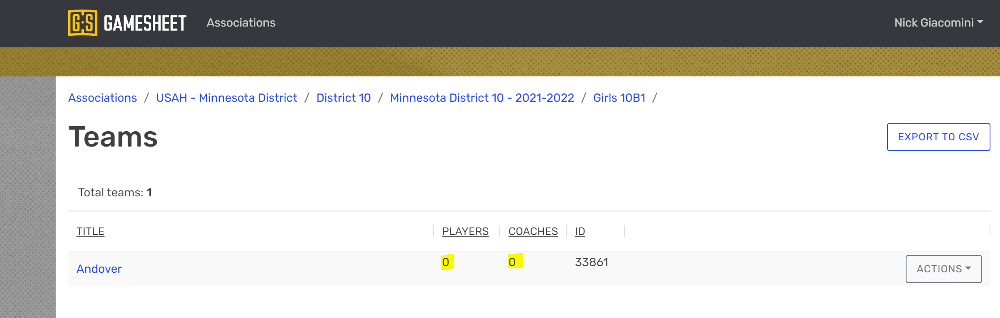 G:S GAMESHEET Associations Nick Giacomini
Associations / USAH - Minnesota District / District 10 / Minnesota District 10 - 2021-2022 / Girls 10B1 /
Teams EXPORT TO CSV
Total teams: 1
TITLE PLAYERS COACHES ID
Andover 0 0 33861 ACTIONS